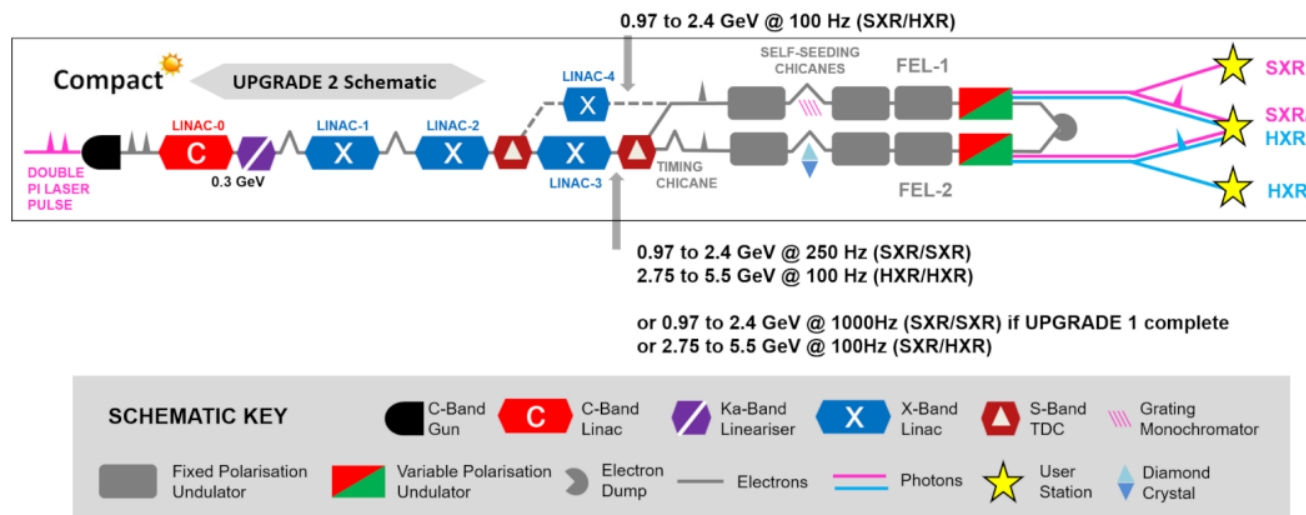 0.97 to 2.4 GeV @ 100 Hz (SXR/HXR)
Compact
UPGRADE 2 Schematic
LINAC-4
X
SELF-SEEDING
CHICANES
FEL-1
SXR
LINAC-0
C
0.3 GeV
LINAC-1
X
LINAC-2
X
X
LINAC-3
TIMING
CHICANE
FEL-2
SXR/
HXR
HXR
DOUBLE
PI LASER
PULSE
0.97 to 2.4 GeV @ 250 Hz (SXR/SXR)
2.75 to 5.5 GeV @ 100 Hz (HXR/HXR)
or 0.97 to 2.4 GeV @ 1000Hz (SXR/SXR) if UPGRADE 1 complete
or 2.75 to 5.5 GeV @ 100Hz (SXR/HXR)
SCHEMATIC KEY
C-Band
Gun
C
C-Band
Linac
Ka-Band
Lineariser
X
X-Band
Linac
S-Band
TDC
Grating
Monochromator
Fixed Polarisation
Undulator
Variable Polarisation
Undulator
Electron
Dump
Electrons
Photons
User
Station
Diamond
Crystal